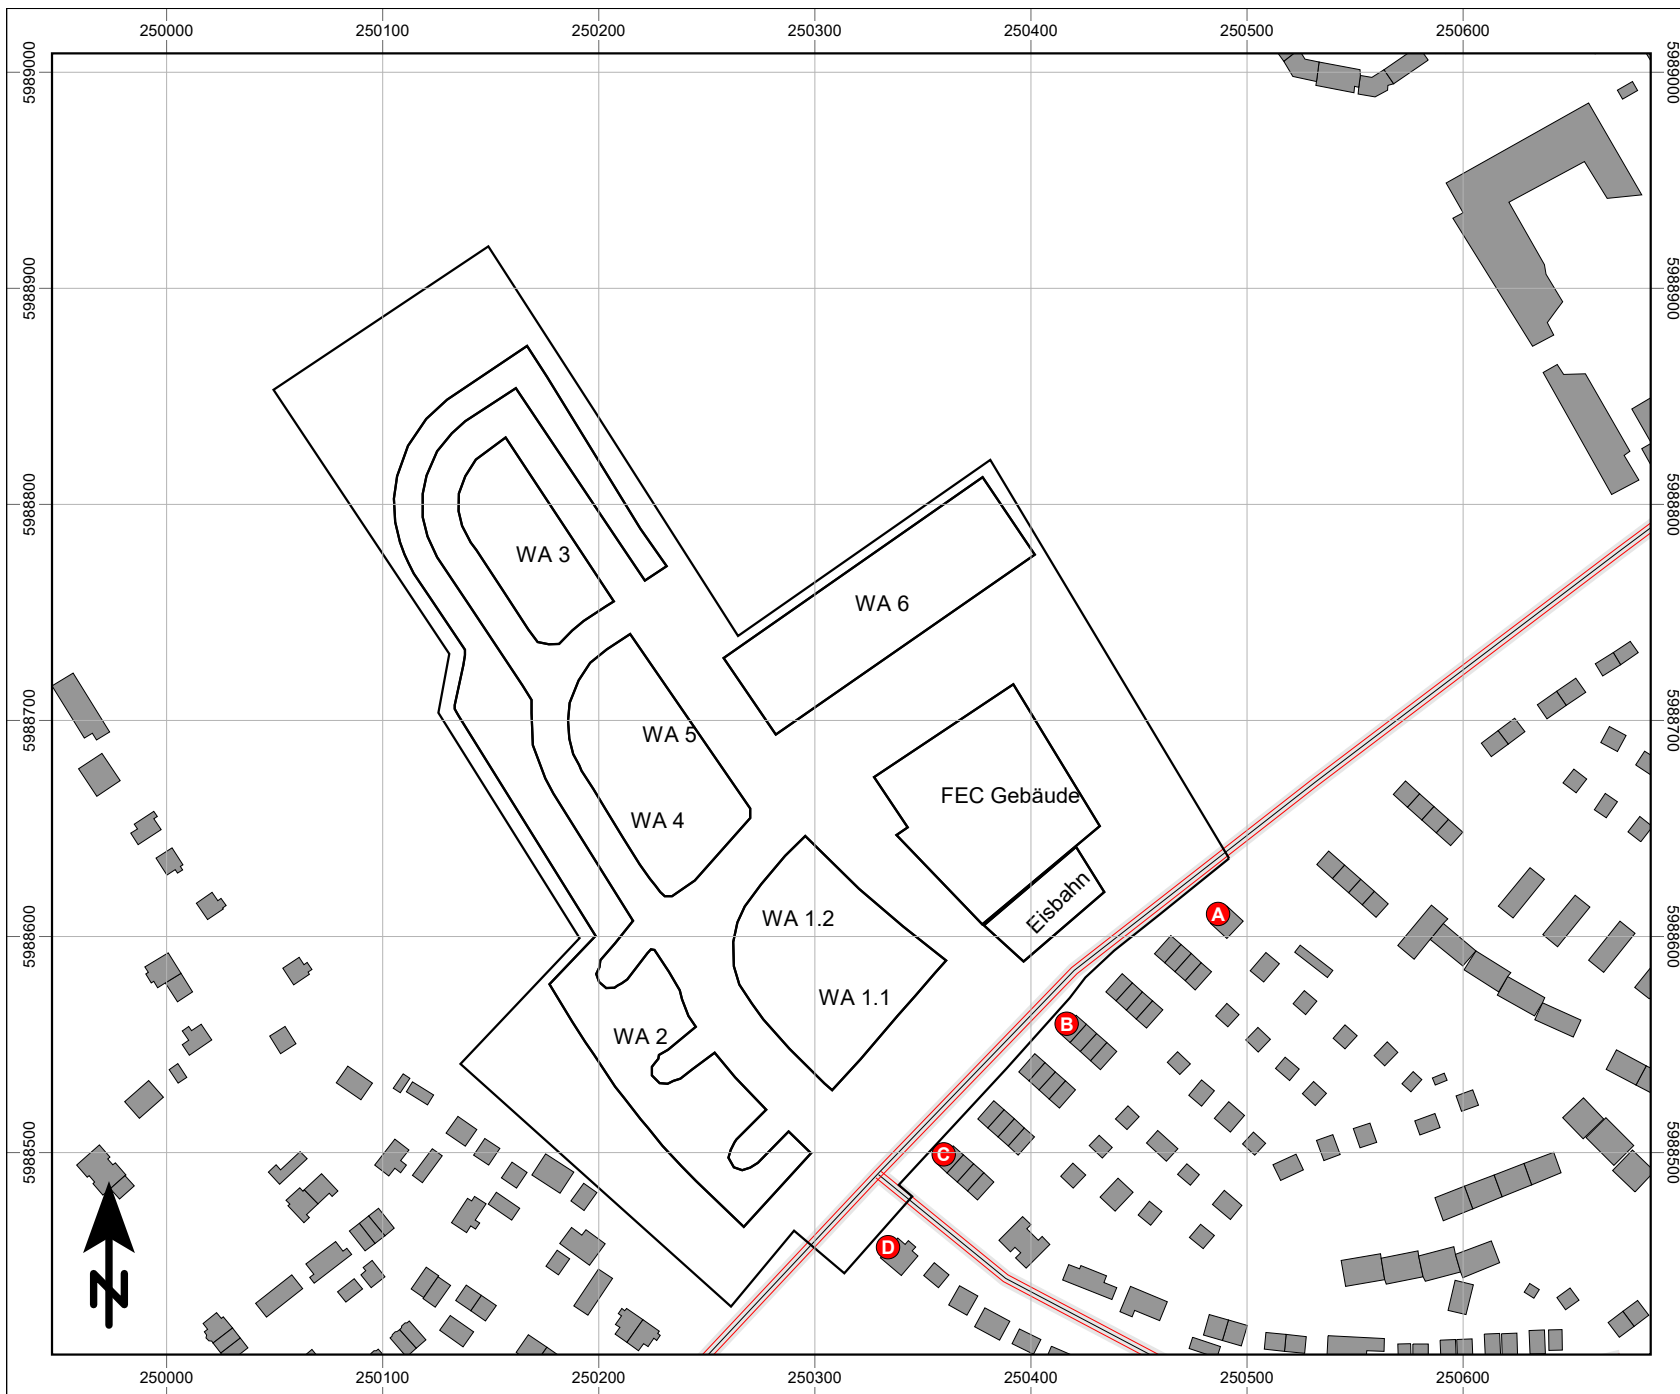 250000 250100 250200 250300 250400 250500 250600
5989000 5989000
5988900 5988900
5988800 5988800
WA 3
WA 6
5988700 5988700
WA 5
FEC Gebäude
WA 4
Eisbahn
A
WA 1.2
5988600 5988600
WA 1.1
B
WA 2
5988500 5988500
C
D
N
250000 250100 250200 250300 250400 250500 250600